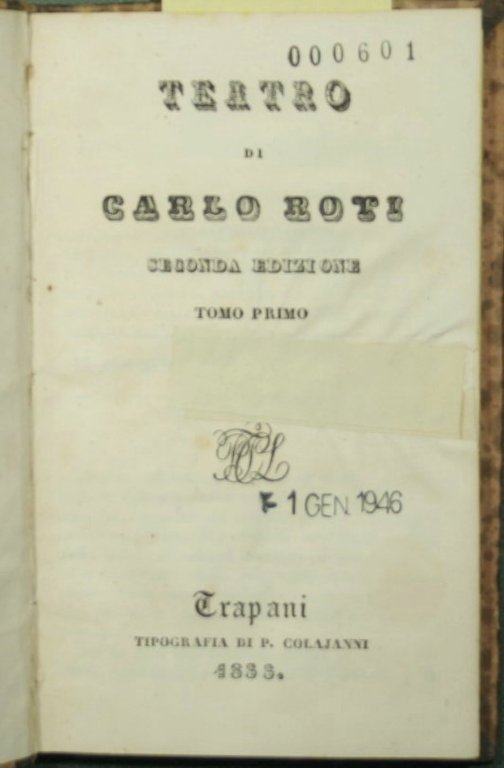 000601
TEATRO
DI
CARLO ROTI
SECONDA EDIZIONE
TOMO PRIMO
1 GEN. 1946
Trapani
TIPOGRAFIA DI P. COLAJANNI
1833.